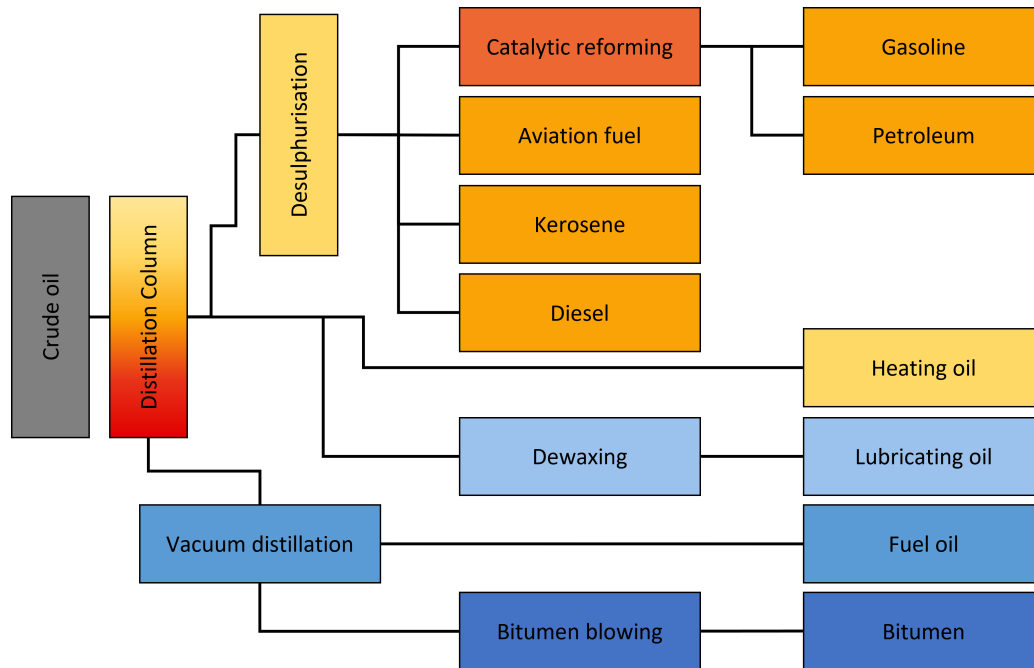 Crude oil
Distillation Column
Desulphurisation
Catalytic reforming
Gasoline
Aviation fuel
Petroleum
Kerosene
Diesel
Heating oil
Dewaxing
Lubricating oil
Vacuum distillation
Fuel oil
Bitumen blowing
Bitumen